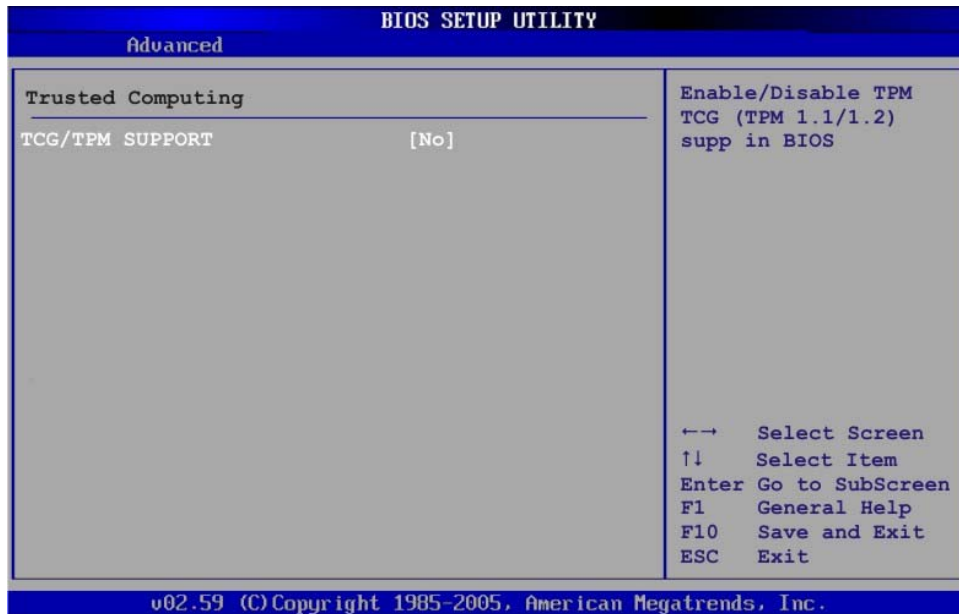 BIOS SETUP UTILITY
Advanced
Trusted Computing
TCG/TPM SUPPORT [No]
Enable/Disable TPM
TCG (TPM 1.1/1.2)
supp in BIOS
←→ Select Screen
↑↓ Select Item
Enter Go to SubScreen
F1 General Help
F10 Save and Exit
ESC Exit
v02.59 (C)Copyright 1985-2005, American Megatrends, Inc.